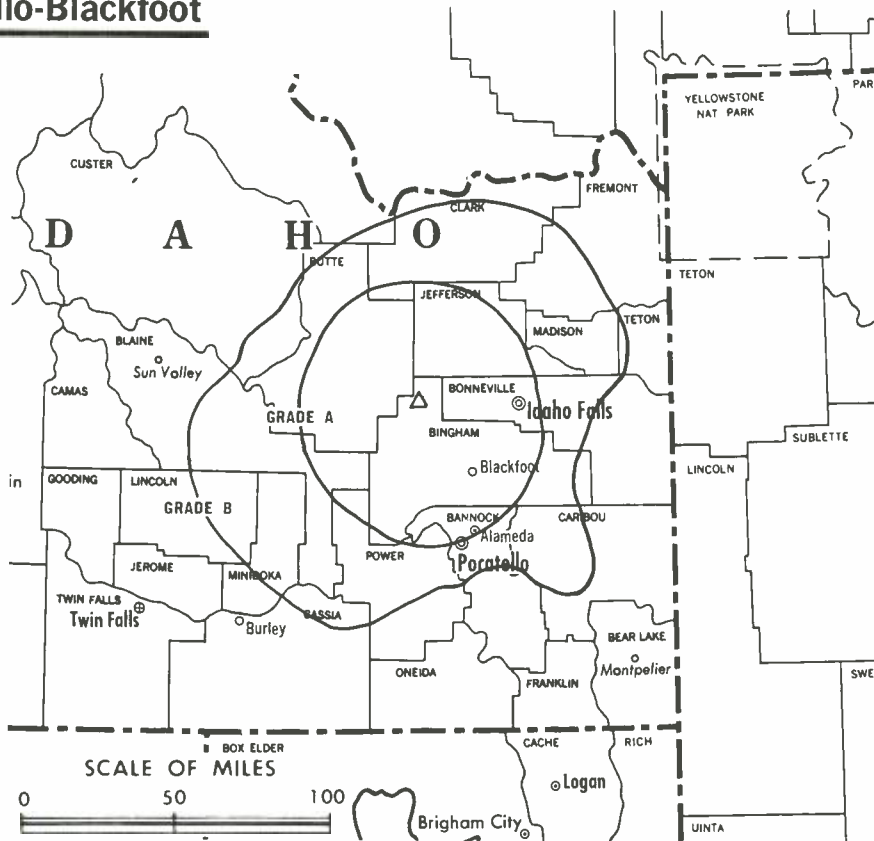 llo-Blackfoot
PAR
YELLOWSTONE
NAT PARK
CUSTER
FREMONT
CLARK
D A H O
BUTTE
TETON
JEFFERSON
MADISON
TETON
BLAINE
Sun Valley
CAMAS
BONNEVILLE
Idaho Falls
GRADE A
BINGHAM
SUBLETTE
LINCOLN
Blackfoot
in
GOODING
LINCOLN
GRADE B
BANNOCK
CARIBOU
Alameda
POWER
Pocatello
JEROME
MINIDOKA
TWIN FALLS
Twin Falls
CASSIA
Burley
BEAR LAKE
Montpelier
ONEIDA
FRANKLIN
SWE
BOX ELDER
CACHE
RICH
SCALE OF MILES
0 50 100
Logan
Brigham City
UINTA